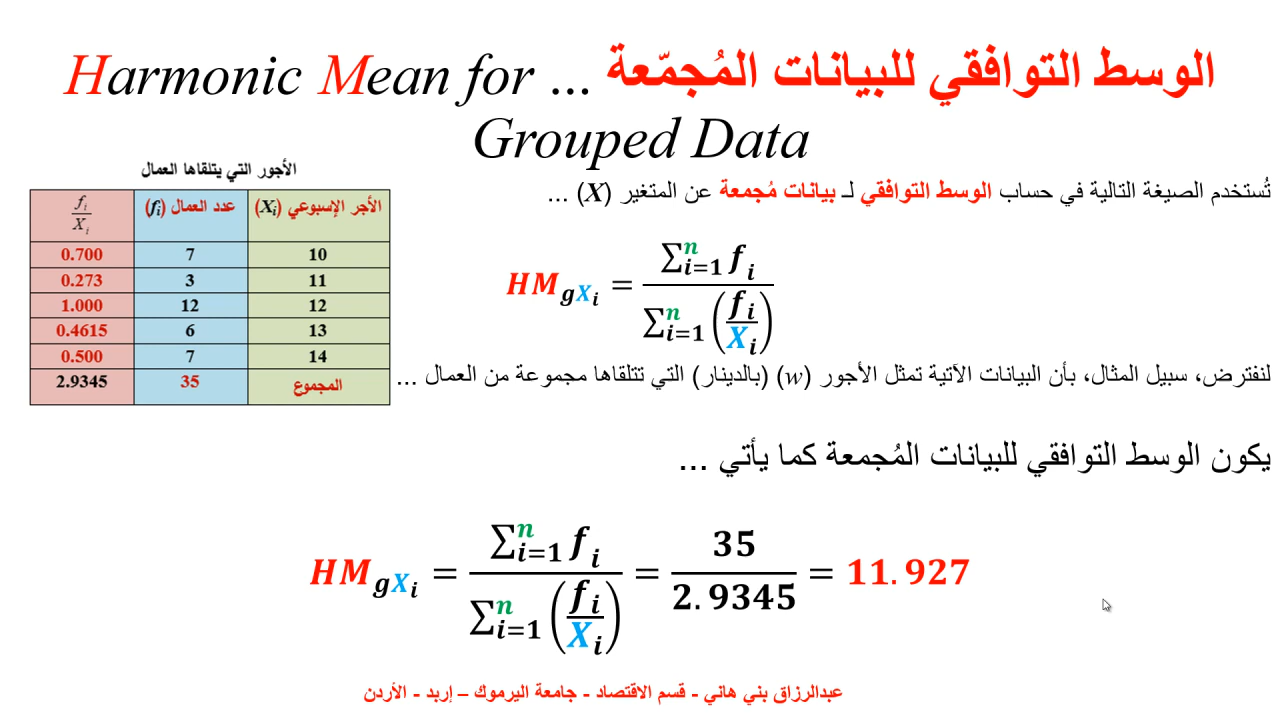 الوسط التوافقي للبيانات المُجمّعة ... Harmonic Mean for
Grouped Data
تُستخدم الصيغة التالية في حساب الوسط التوافقي لـ بيانات مُجمعة عن المتغير (X) ...
HM_gXᵢ = ∑ⁿᵢ₌₁ fᵢ / ∑ⁿᵢ₌₁ (fᵢ / Xᵢ)
لنفترض، سبيل المثال، بأن البيانات الآتية تمثل الأجور (w) (بالدينار) التي تتلقاها مجموعة من العمال ...
الأجور التي يتلقاها العمال
الأجر الإسبوعي (Xᵢ) عدد العمال (fᵢ) fᵢ / Xᵢ
10 7 0.700
11 3 0.273
12 12 1.000
13 6 0.4615
14 7 0.500
المجموع 35 2.9345
يكون الوسط التوافقي للبيانات المُجمعة كما يأتي ...
HM_gXᵢ = ∑ⁿᵢ₌₁ fᵢ / ∑ⁿᵢ₌₁ (fᵢ / Xᵢ) = 35 / 2.9345 = 11.927
عبدالرزاق بني هاني - قسم الاقتصاد - جامعة اليرموك – إربد - الأردن